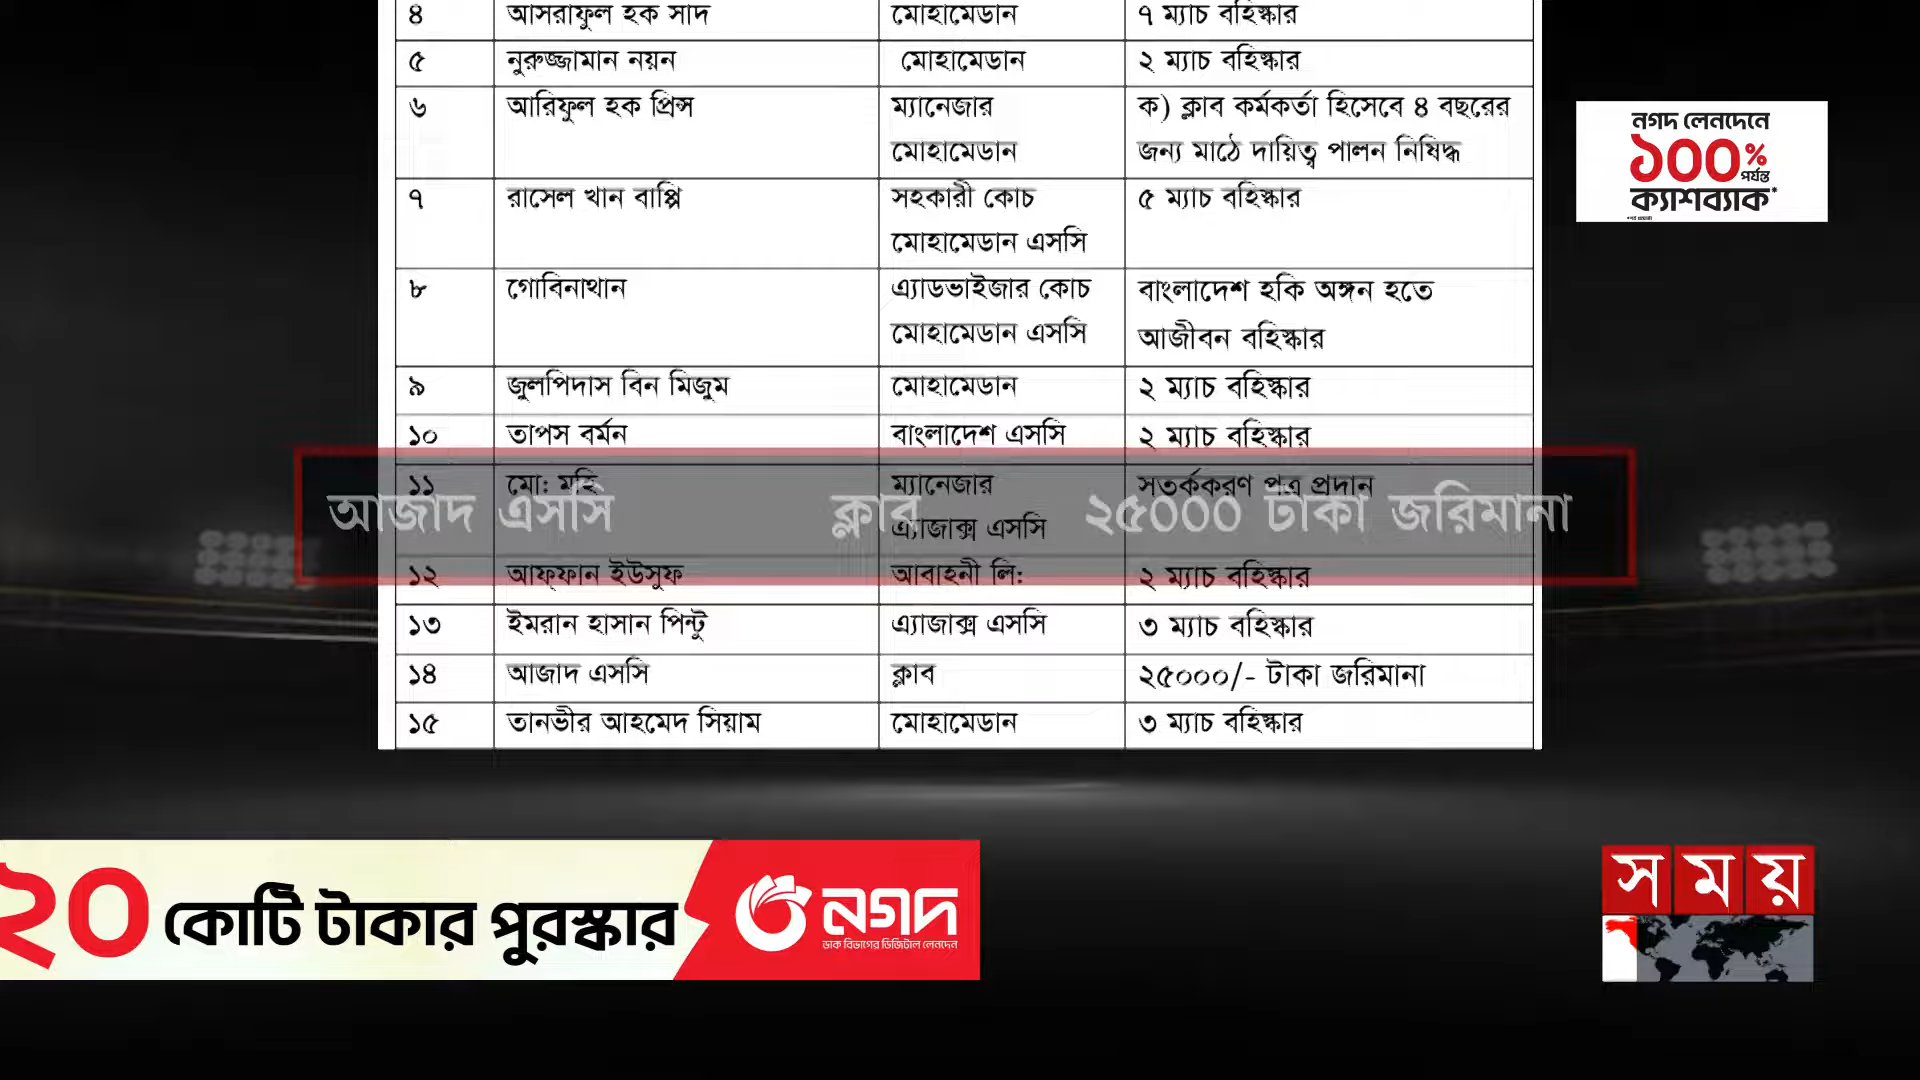 ৪ আসরাফুল হক সাদ মোহামেডান ৭ ম্যাচ বহিস্কার
৫ নুরুজ্জামান নয়ন মোহামেডান ২ ম্যাচ বহিস্কার
৬ আরিফুল হক প্রিন্স ম্যানেজার ক) ক্লাব কর্মকর্তা হিসেবে ৪ বছরের
মোহামেডান জন্য মাঠে দায়িত্ব পালন নিষিদ্ধ
৭ রাসেল খান বাপ্পি সহকারী কোচ ৫ ম্যাচ বহিস্কার
মোহামেডান এসসি
৮ গোবিনাথান এ্যাডভাইজার কোচ বাংলাদেশ হকি অঙ্গন হতে
মোহামেডান এসসি আজীবন বহিস্কার
৯ জুলপিদাস বিন মিজুম মোহামেডান ২ ম্যাচ বহিস্কার
১০ তাপস বর্মন বাংলাদেশ এসসি ২ ম্যাচ বহিস্কার
১১ মো: মহি ম্যানেজার সতর্ককরণ পত্র প্রদান
আজাদ এসসি ক্লাব ২৫০০০ টাকা জরিমানা
এ্যাজাক্স এসসি
১২ আফ্ফান ইউসুফ আবাহনী লি: ২ ম্যাচ বহিস্কার
১৩ ইমরান হাসান পিন্টু এ্যাজাক্স এসসি ৩ ম্যাচ বহিস্কার
১৪ আজাদ এসসি ক্লাব ২৫০০০/- টাকা জরিমানা
১৫ তানভীর আহমেদ সিয়াম মোহামেডান ৩ ম্যাচ বহিস্কার
নগদ লেনদেনে
১০০%
পর্যন্ত
ক্যাশব্যাক*
২০ কোটি টাকার পুরস্কার
নগদ
ডাক বিভাগের ডিজিটাল লেনদেন
সময়